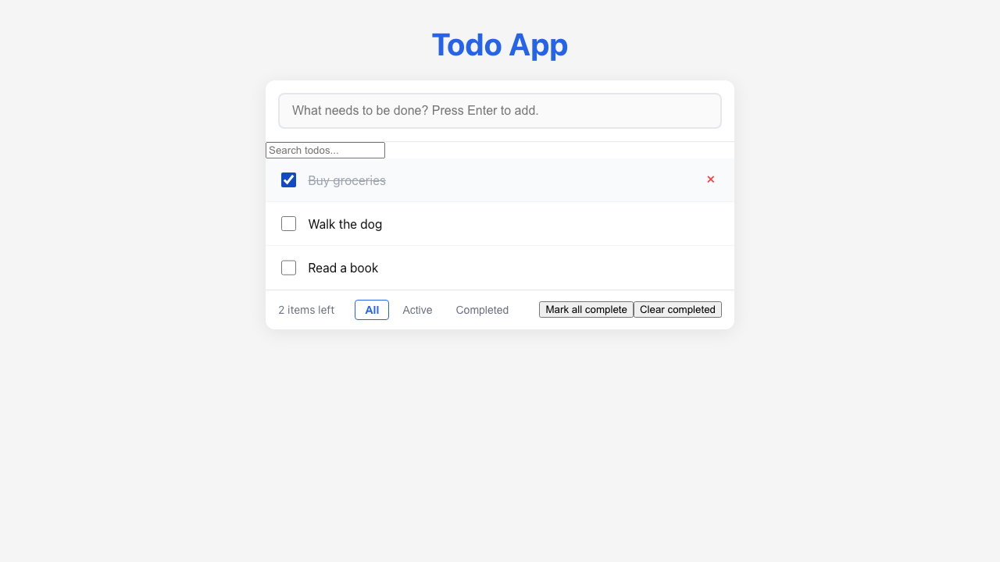 Todo App
What needs to be done? Press Enter to add.
Search todos...
Buy groceries ×
Walk the dog
Read a book
2 items left All Active Completed Mark all complete Clear completed